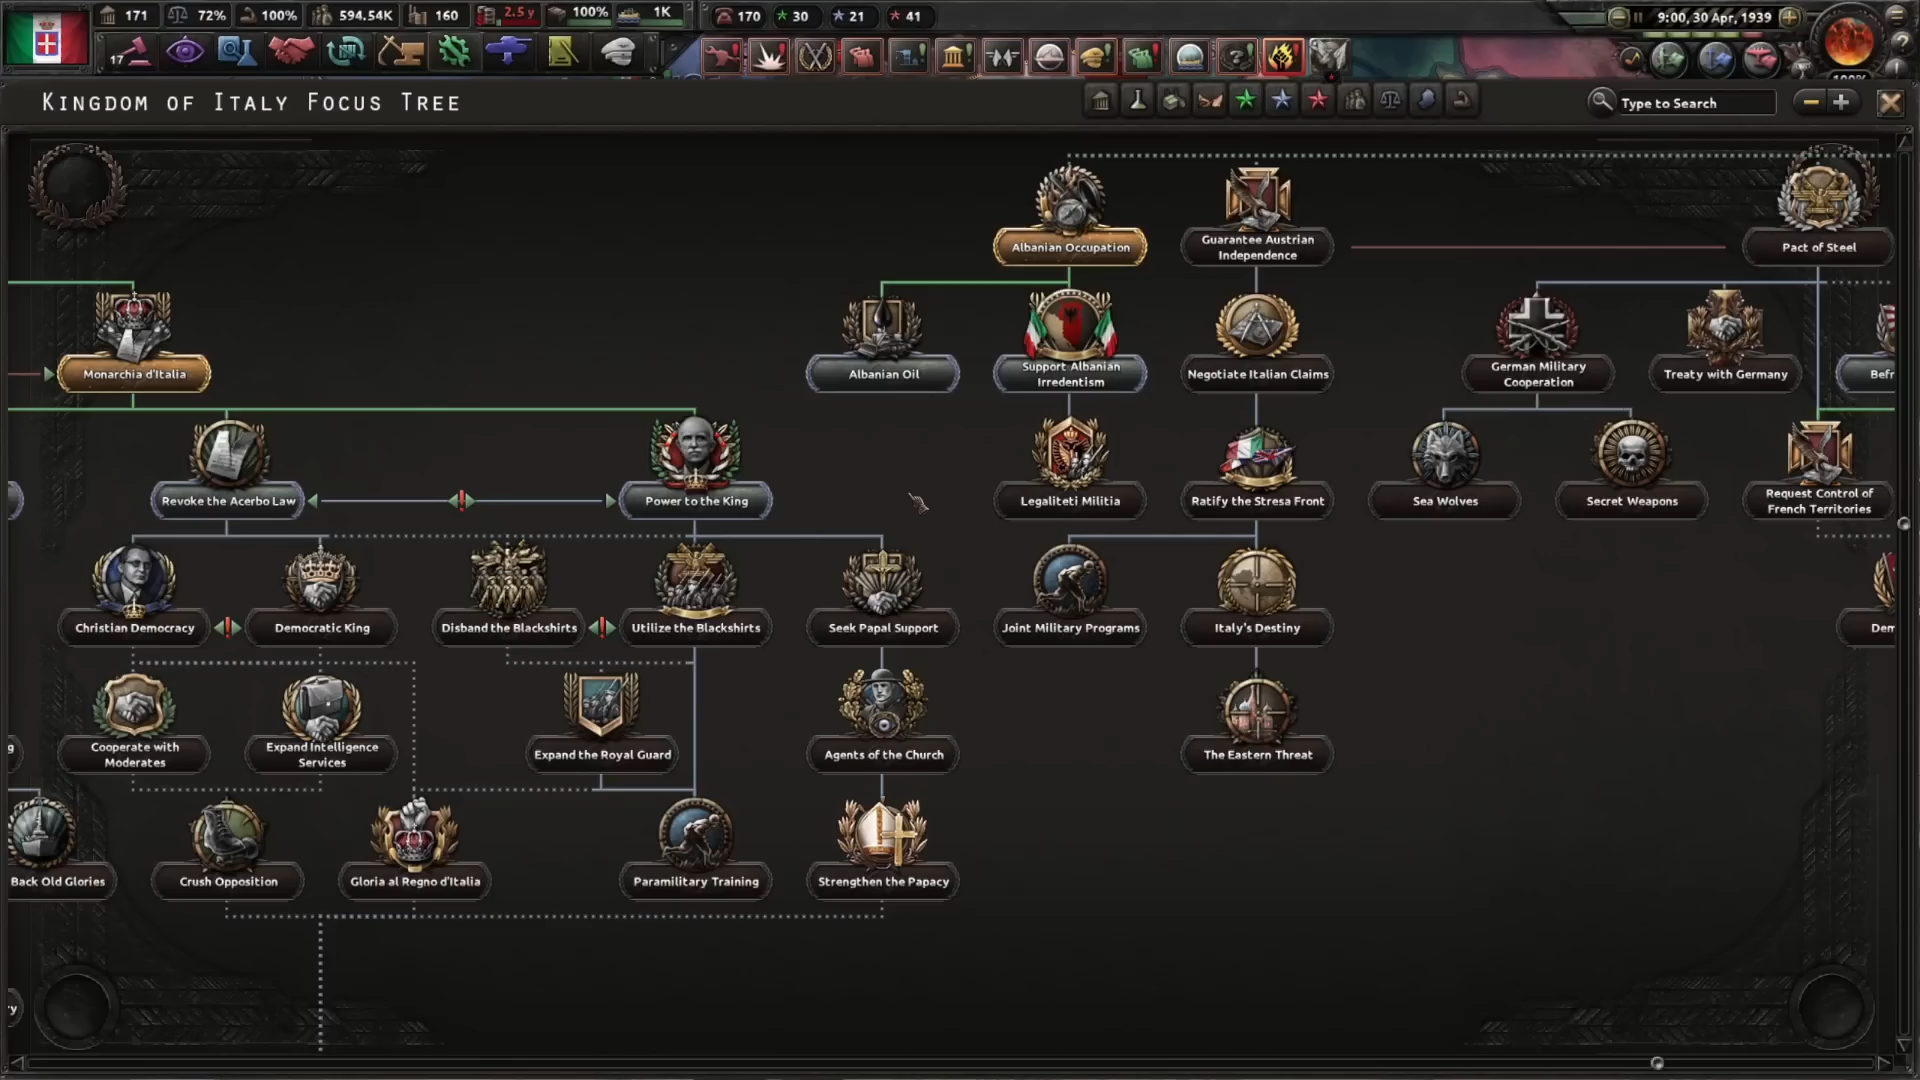 171 72% 100% 594.54K 160 2.5 y 100% 1K 170 30 21 41 9:00, 30 Apr, 1939
17
100%
Kingdom of Italy Focus Tree
Type to Search
Albanian Occupation
Guarantee Austrian
Independence
Pact of Steel
Monarchia d'Italia
Albanian Oil
Support Albanian
Irredentism
Negotiate Italian Claims
German Military
Cooperation
Treaty with Germany
Befr
Revoke the Acerbo Law
Power to the King
Legaliteti Militia
Ratify the Stresa Front
Sea Wolves
Secret Weapons
Request Control of
French Territories
Christian Democracy
Democratic King
Disband the Blackshirts
Utilize the Blackshirts
Seek Papal Support
Joint Military Programs
Italy's Destiny
Dem
g
Cooperate with
Moderates
Expand Intelligence
Services
Expand the Royal Guard
Agents of the Church
The Eastern Threat
Back Old Glories
Crush Opposition
Gloria al Regno d'Italia
Paramilitary Training
Strengthen the Papacy
ry